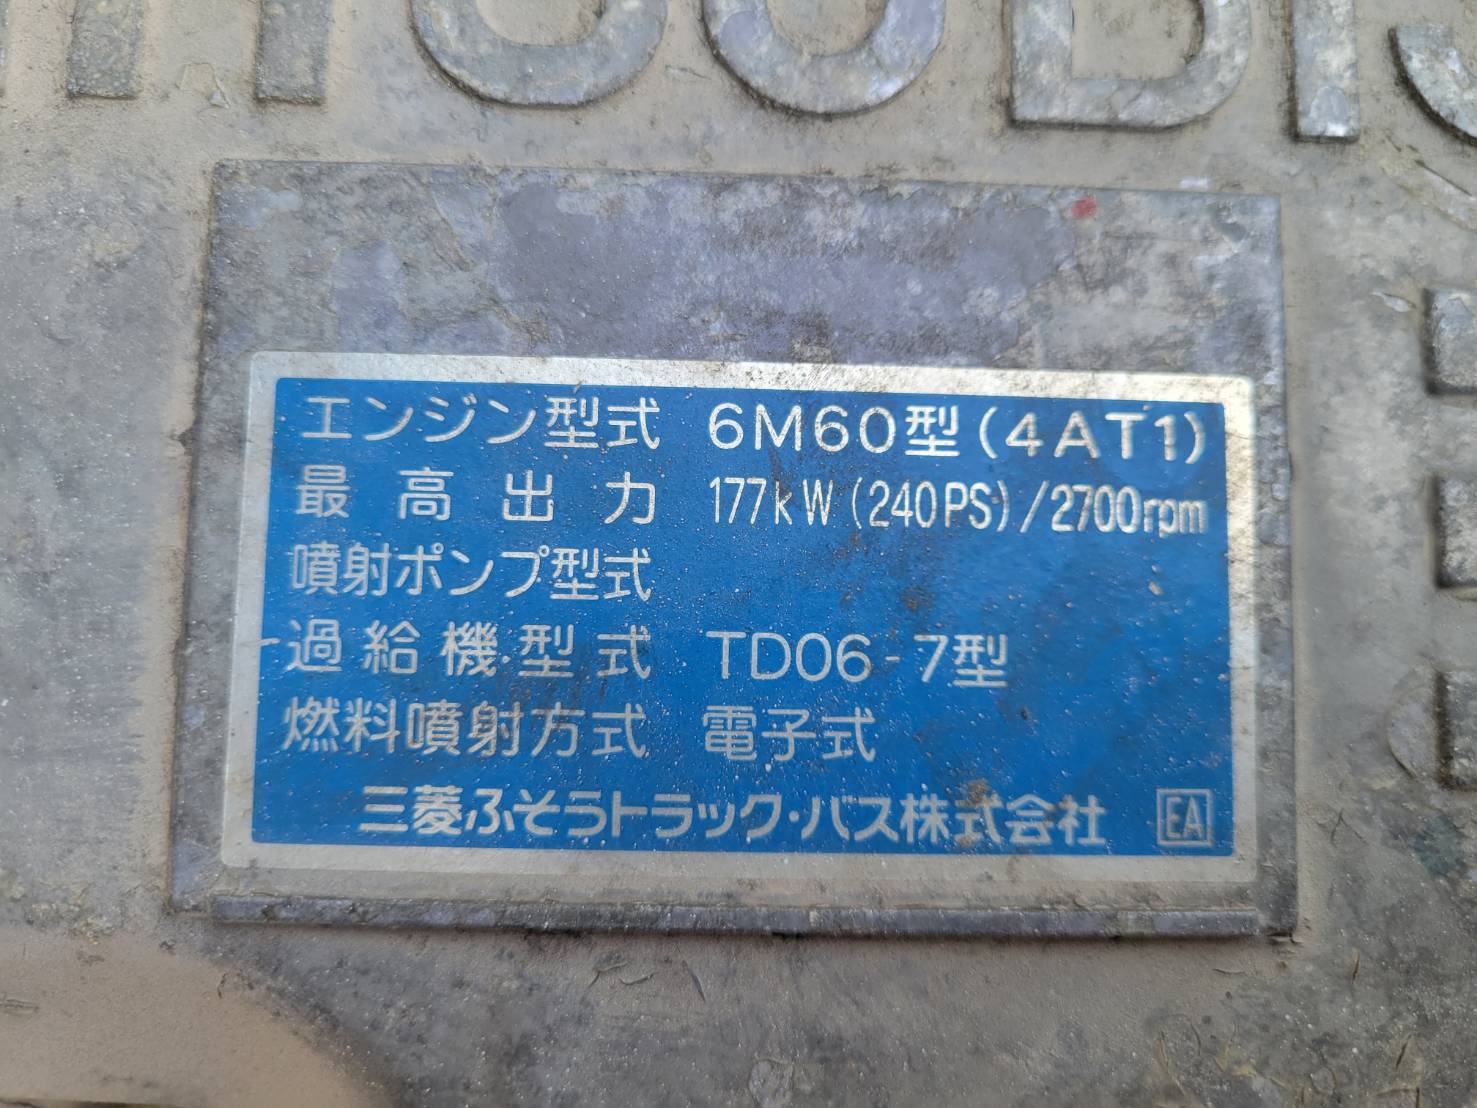 MITSUBISHI
エンジン型式 6M60型(4AT1)
最高出力 177kW(240PS)/2700rpm
噴射ポンプ型式
過給機型式 TD06-7型
燃料噴射方式 電子式
三菱ふそうトラック・バス株式会社 EA